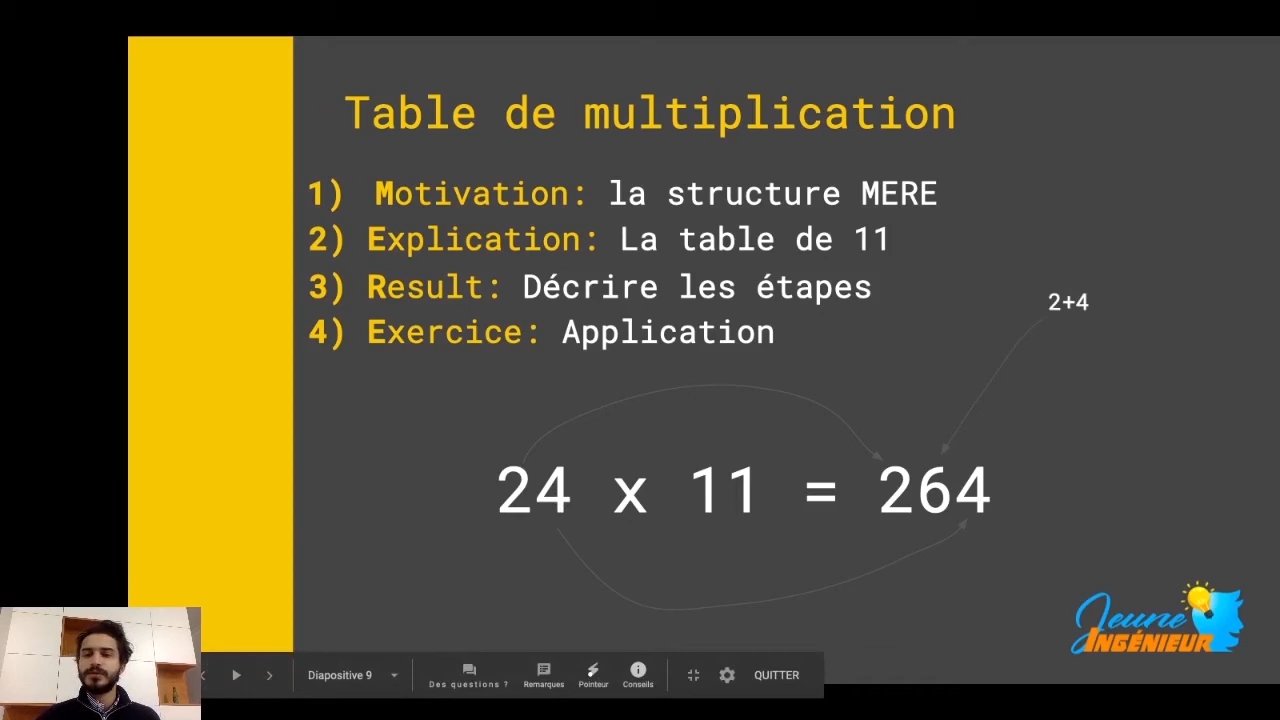 Table de multiplication
1) Motivation: la structure MERE
2) Explication: La table de 11
3) Result: Décrire les étapes
4) Exercice: Application
2+4
24 x 11 = 264
Jeune
INGÉNIEUR
Diapositive 9
Des questions ?
Remarques
Pointeur
Conseils
QUITTER